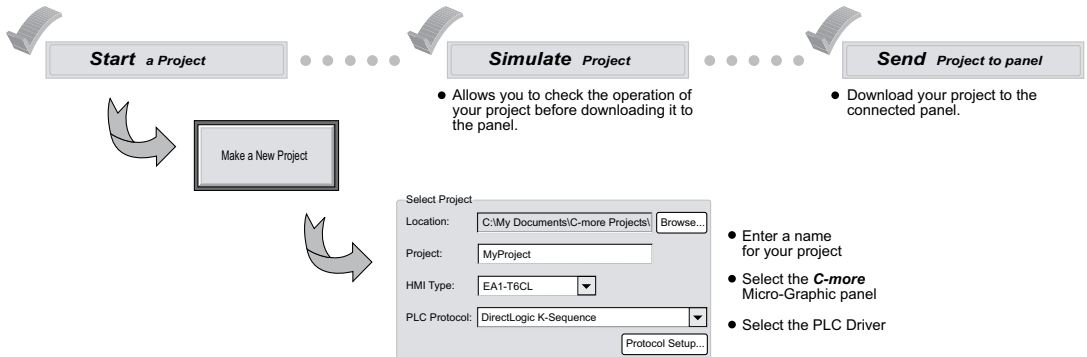 Start a Project
Simulate Project
Send Project to panel
● Allows you to check the operation of
your project before downloading it to
the panel.
● Download your project to the
connected panel.
Make a New Project
Select Project
Location: C:\My Documents\C-more Projects\ Browse...
Project: MyProject
HMI Type: EA1-T6CL
PLC Protocol: DirectLogic K-Sequence
Protocol Setup...
● Enter a name
for your project
● Select the C-more
Micro-Graphic panel
● Select the PLC Driver